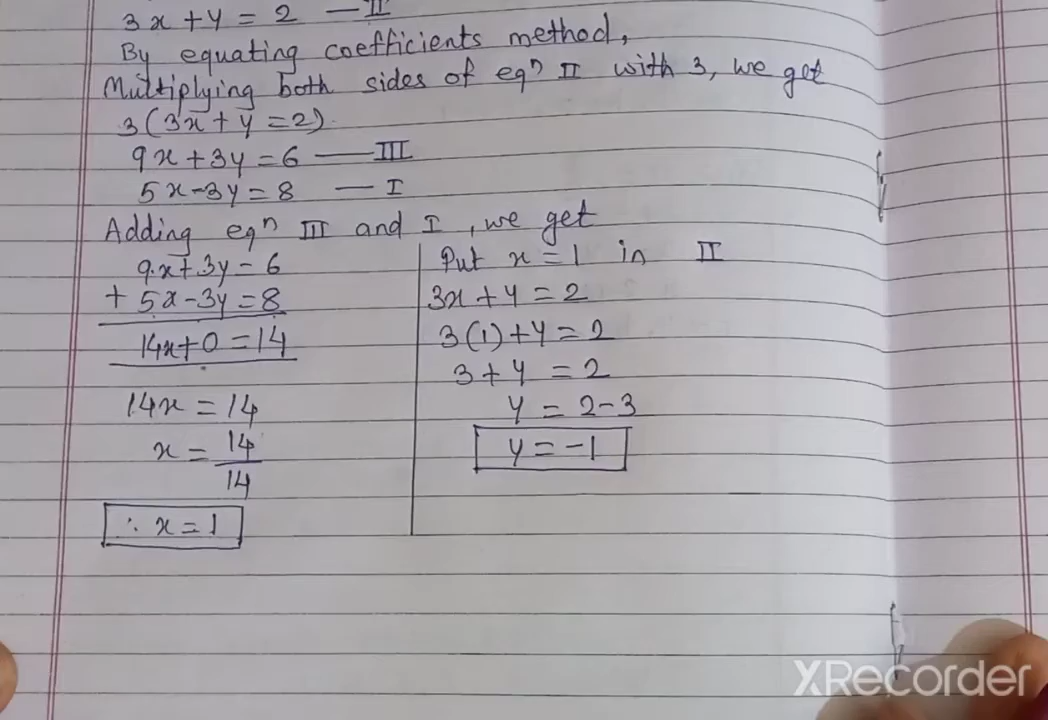 3x + y = 2 — II
By equating coefficients method,
Multiplying both sides of eqⁿ II with 3, we get
3(3x + y = 2)
9x + 3y = 6 — III
5x - 3y = 8 — I
Adding eqⁿ III and I, we get
9x + 3y = 6
+ 5x - 3y = 8
14x + 0 = 14
14x = 14
x = 14/14
∴ x = 1
Put x = 1 in II
3x + y = 2
3(1) + y = 2
3 + y = 2
y = 2 - 3
y = -1
XRecorder